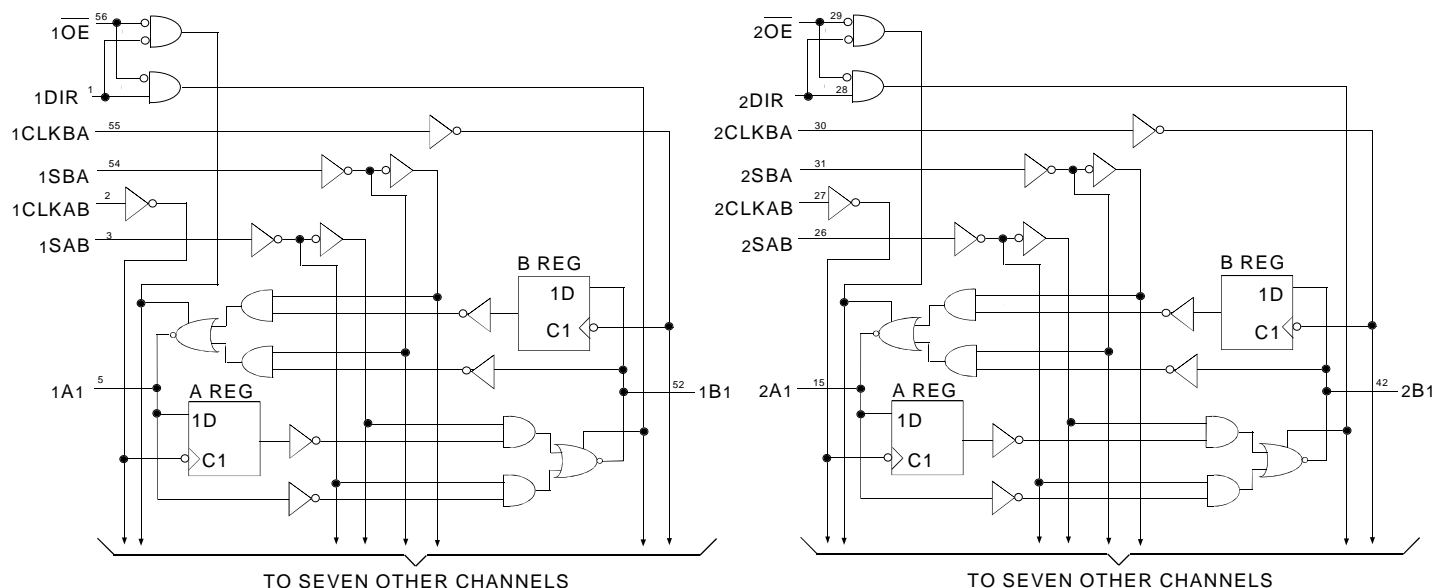 1OE 56
1DIR 1
1CLKBA 55
1SBA 54
1CLKAB 2
1SAB 3
B REG
1D
C1
1A1 5
A REG
1D
C1
52 1B1
TO SEVEN OTHER CHANNELS
2OE 29
28
2DIR
2CLKBA 30
2SBA 31
2CLKAB 27
2SAB 26
B REG
1D
C1
2A1 15
A REG
1D
C1
42 2B1
TO SEVEN OTHER CHANNELS